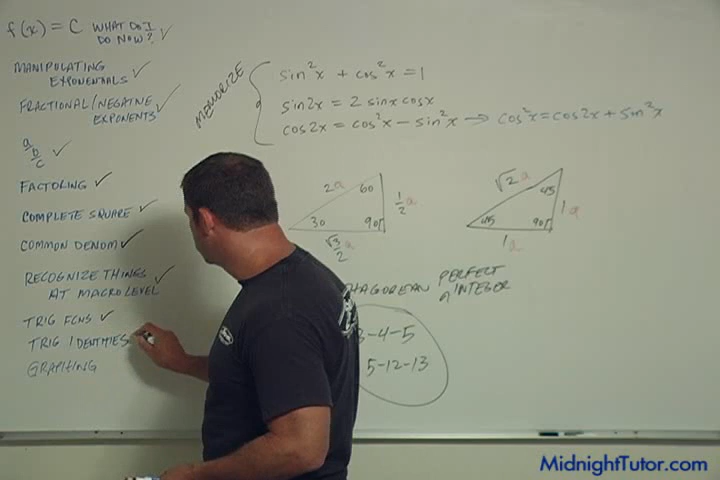 f(x) = C WHAT DO I
DO NOW? ✓
MANIPULATING
EXPONENTIALS ✓
FRACTIONAL/NEGATIVE
EXPONENTS ✓
a
b
c ✓
FACTORING ✓
COMPLETE SQUARE ✓
COMMON DENOM ✓
RECOGNIZE THINGS
AT MACRO LEVEL ✓
TRIG FCNS ✓
TRIG IDENTITIES
GRAPHING
MEMORIZE
sin²x + cos²x = 1
sin2x = 2 sinx cosx
cos2x = cos²x − sin²x → cos²x = cos2x + sin²x
2a 60 1/2 a
30 90
√3/2 a
√2 a 45 1a
45 90
1a
HAGOREAN PERFECT
INTEGER
3-4-5
5-12-13
MidnightTutor.com